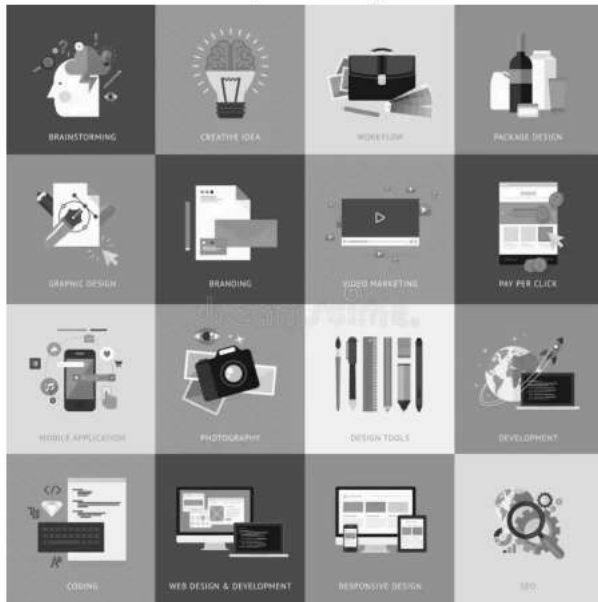 BRAINSTORMING
CREATIVE IDEA
WORKFLOW
PACKAGE DESIGN
GRAPHIC DESIGN
BRANDING
VIDEO MARKETING
PAY PER CLICK
dreamstime.
MOBILE APPLICATION
PHOTOGRAPHY
DESIGN TOOLS
DEVELOPMENT
</>
CODING
WEB DESIGN & DEVELOPMENT
RESPONSIVE DESIGN
SEO